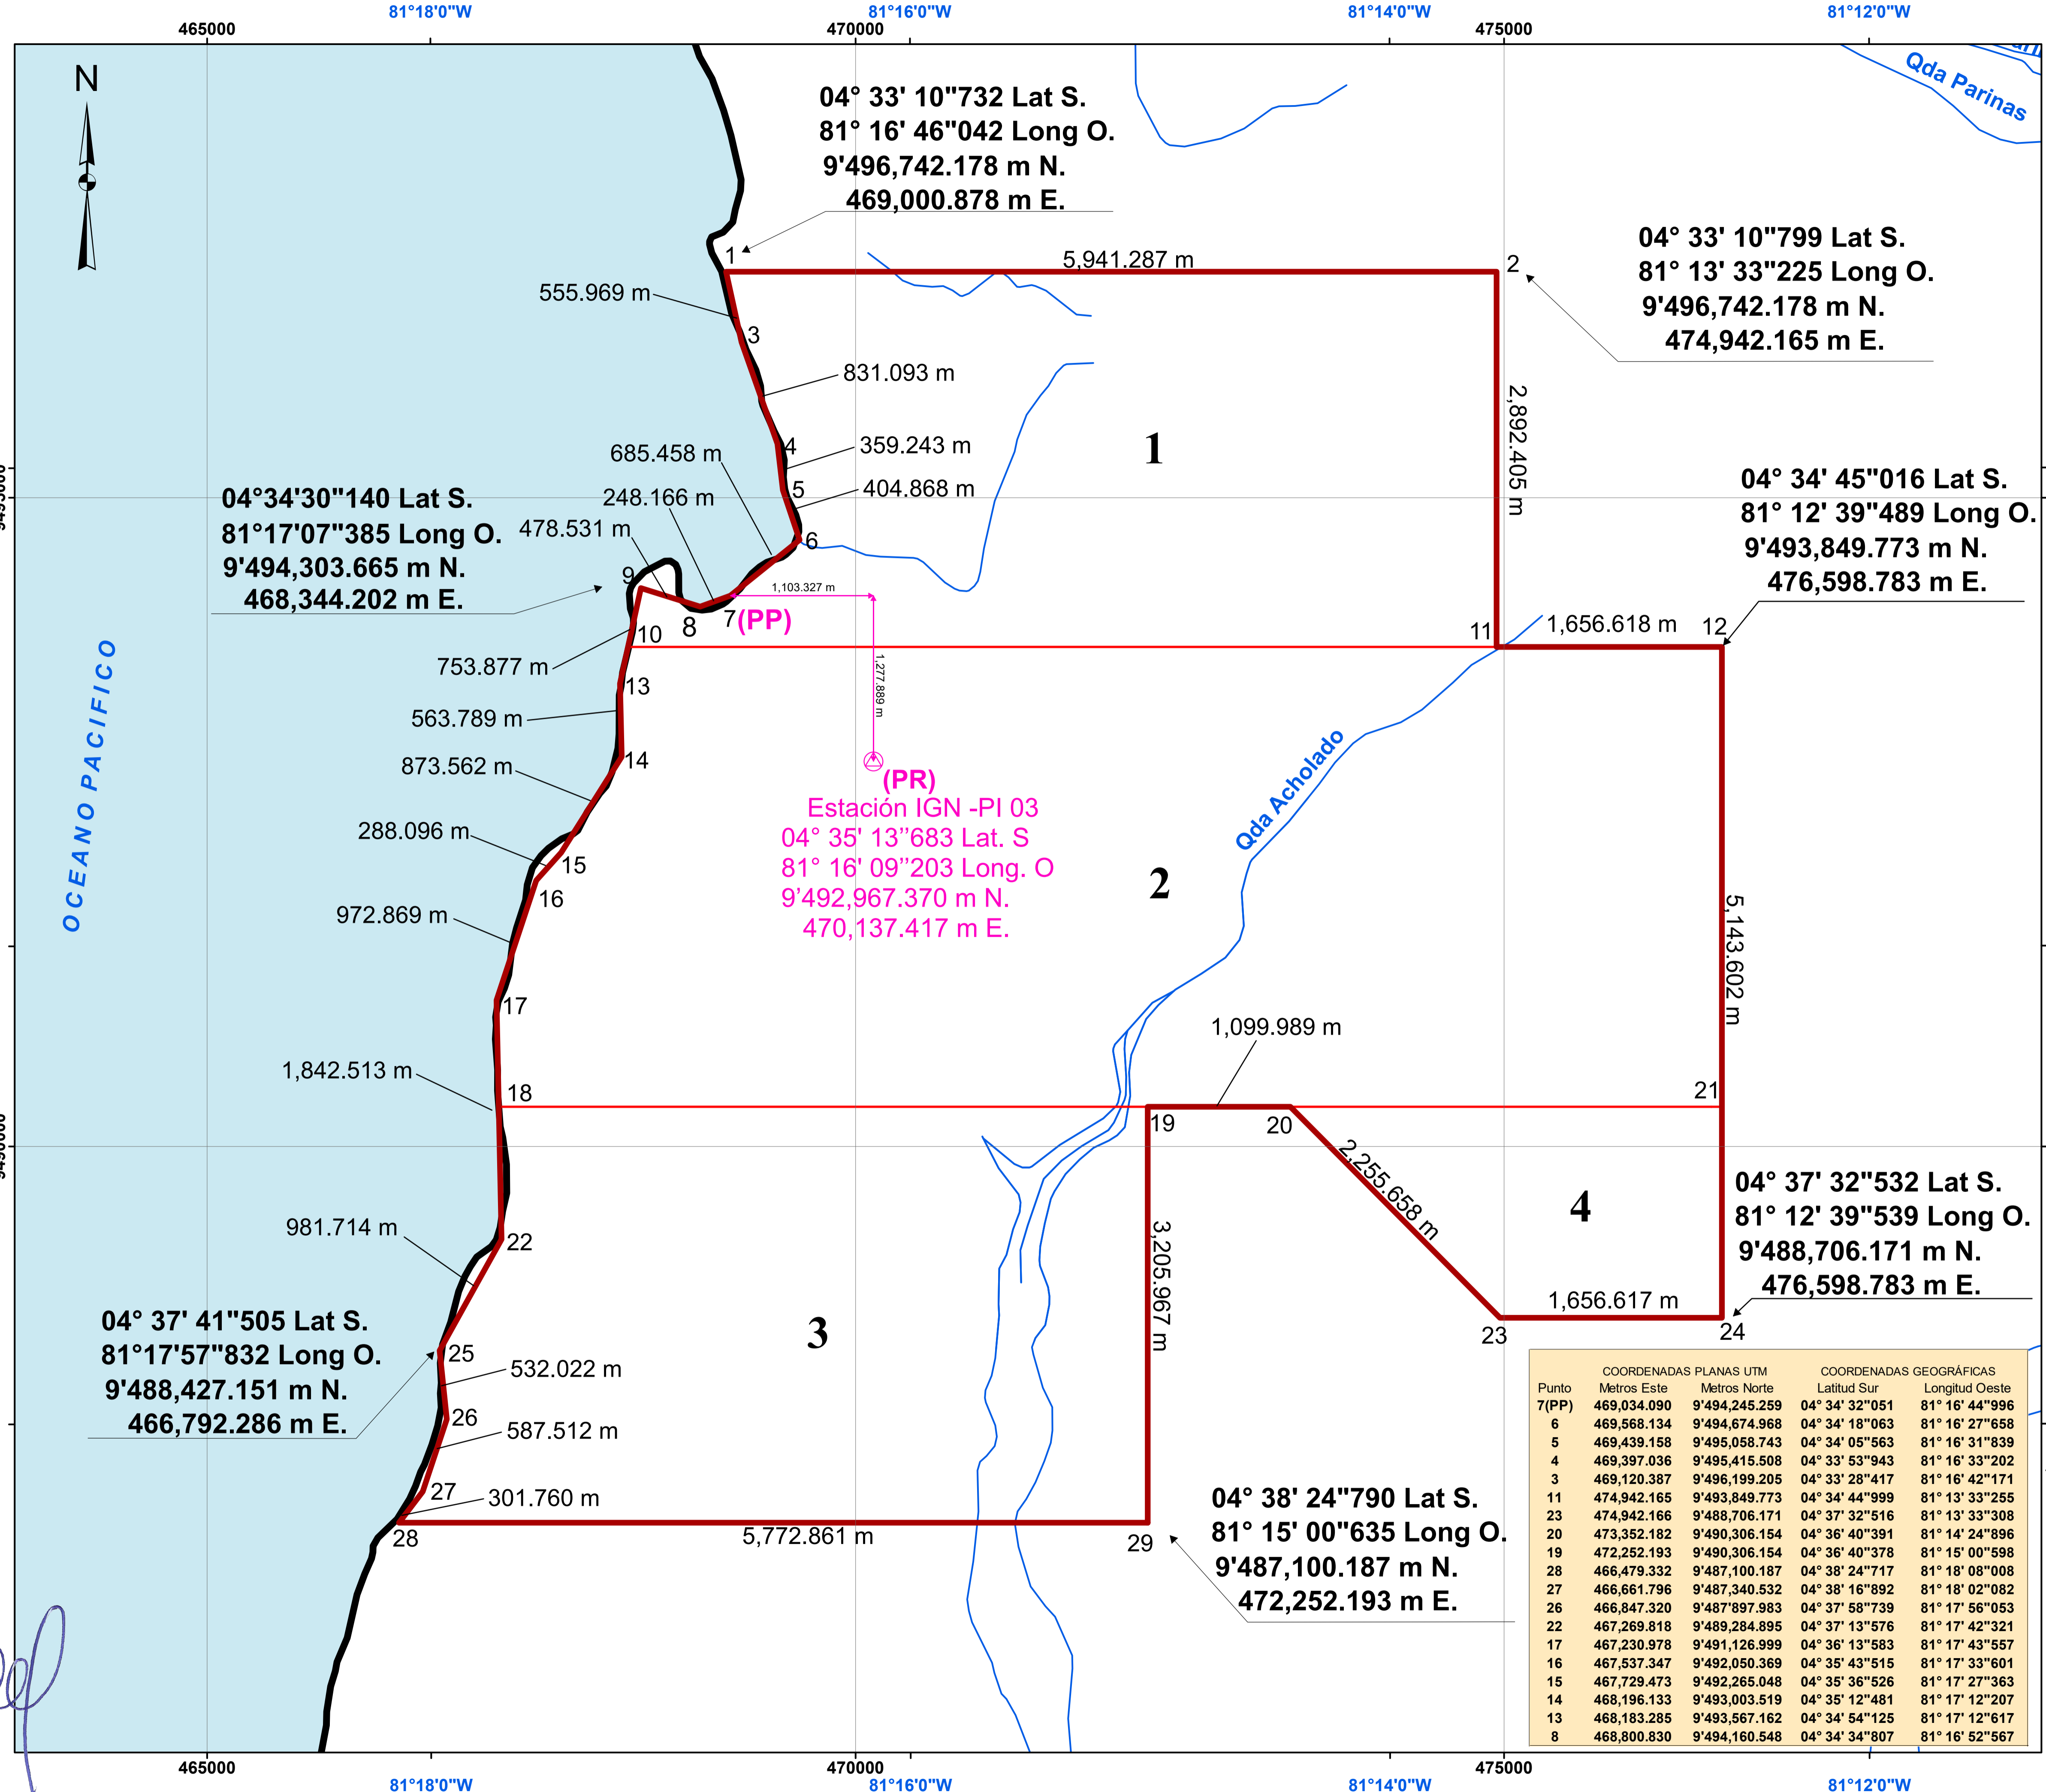 81°18'0"W
81°16'0"W
81°14'0"W
81°12'0"W
465000
470000
475000
N
Qda Parinas
04° 33' 10"732 Lat S.
81° 16' 46"042 Long O.
9'496,742.178 m N.
469,000.878 m E.
04° 33' 10"799 Lat S.
81° 13' 33"225 Long O.
9'496,742.178 m N.
474,942.165 m E.
1
5,941.287 m
2
555.969 m
3
831.093 m
2,892.405 m
4
359.243 m
685.458 m
1
5
404.868 m
248.166 m
478.531 m
6
04°34'30"140 Lat S.
81°17'07"385 Long O.
9'494,303.665 m N.
468,344.202 m E.
04° 34' 45"016 Lat S.
81° 12' 39"489 Long O.
9'493,849.773 m N.
476,598.783 m E.
9
1,103.327 m
7
(PP)
8
10
11
1,656.618 m
12
753.877 m
1,277.889 m
13
563.789 m
14
873.562 m
OCEANO PACIFICO
(PR)
Estación IGN -PI 03
04° 35' 13’’683 Lat. S
81° 16' 09’’203 Long. O
9’492,967.370 m N.
470,137.417 m E.
Qda Acholado
288.096 m
15
16
2
972.869 m
5,143.602 m
17
1,099.989 m
1,842.513 m
18
19
20
21
2,255.658 m
4
04° 37' 32"532 Lat S.
81° 12' 39"539 Long O.
9'488,706.171 m N.
476,598.783 m E.
981.714 m
22
3,205.967 m
1,656.617 m
23
24
3
04° 37' 41"505 Lat S.
81°17'57"832 Long O.
9'488,427.151 m N.
466,792.286 m E.
25
532.022 m
26
587.512 m
27
301.760 m
28
5,772.861 m
29
04° 38' 24"790 Lat S.
81° 15' 00"635 Long O.
9'487,100.187 m N.
472,252.193 m E.
COORDENADAS PLANAS UTM COORDENADAS GEOGRÁFICAS
Punto Metros Este Metros Norte Latitud Sur Longitud Oeste
7(PP) 469,034.090 9'494,245.259 04° 34' 32"051 81° 16' 44"996
6 469,568.134 9'494,674.968 04° 34' 18"063 81° 16' 27"658
5 469,439.158 9'495,058.743 04° 34' 05"563 81° 16' 31"839
4 469,397.036 9'495,415.508 04° 33' 53"943 81° 16' 33"202
3 469,120.387 9'496,199.205 04° 33' 28"417 81° 16' 42"171
11 474,942.165 9'493,849.773 04° 34' 44"999 81° 13' 33"255
23 474,942.166 9'488,706.171 04° 37' 32"516 81° 13' 33"308
20 473,352.182 9'490,306.154 04° 36' 40"391 81° 14' 24"896
19 472,252.193 9'490,306.154 04° 36' 40"378 81° 15' 00"598
28 466,479.332 9'487,100.187 04° 38' 24"717 81° 18' 08"008
27 466,661.796 9'487,340.532 04° 38' 16"892 81° 18' 02"082
26 466,847.320 9'487'897.983 04° 37' 58"739 81° 17' 56"053
22 467,269.818 9'489,284.895 04° 37' 13"576 81° 17' 42"321
17 467,230.978 9'491,126.999 04° 36' 13"583 81° 17' 43"557
16 467,537.347 9'492,050.369 04° 35' 43"515 81° 17' 33"601
15 467,729.473 9'492,265.048 04° 35' 36"526 81° 17' 27"363
14 468,196.133 9'493,003.519 04° 35' 12"481 81° 17' 12"207
13 468,183.285 9'493,567.162 04° 34' 54"125 81° 17' 12"617
8 468,800.830 9'494,160.548 04° 34' 34"807 81° 16' 52"567
465000
470000
475000
81°18'0"W
81°16'0"W
81°14'0"W
81°12'0"W